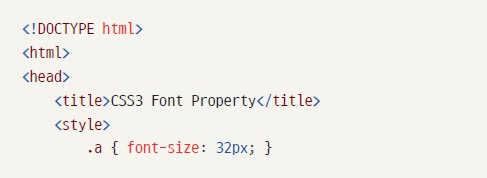 <!DOCTYPE html>
<html>
<head>
    <title>CSS3 Font Property</title>
    <style>
        .a { font-size: 32px; }